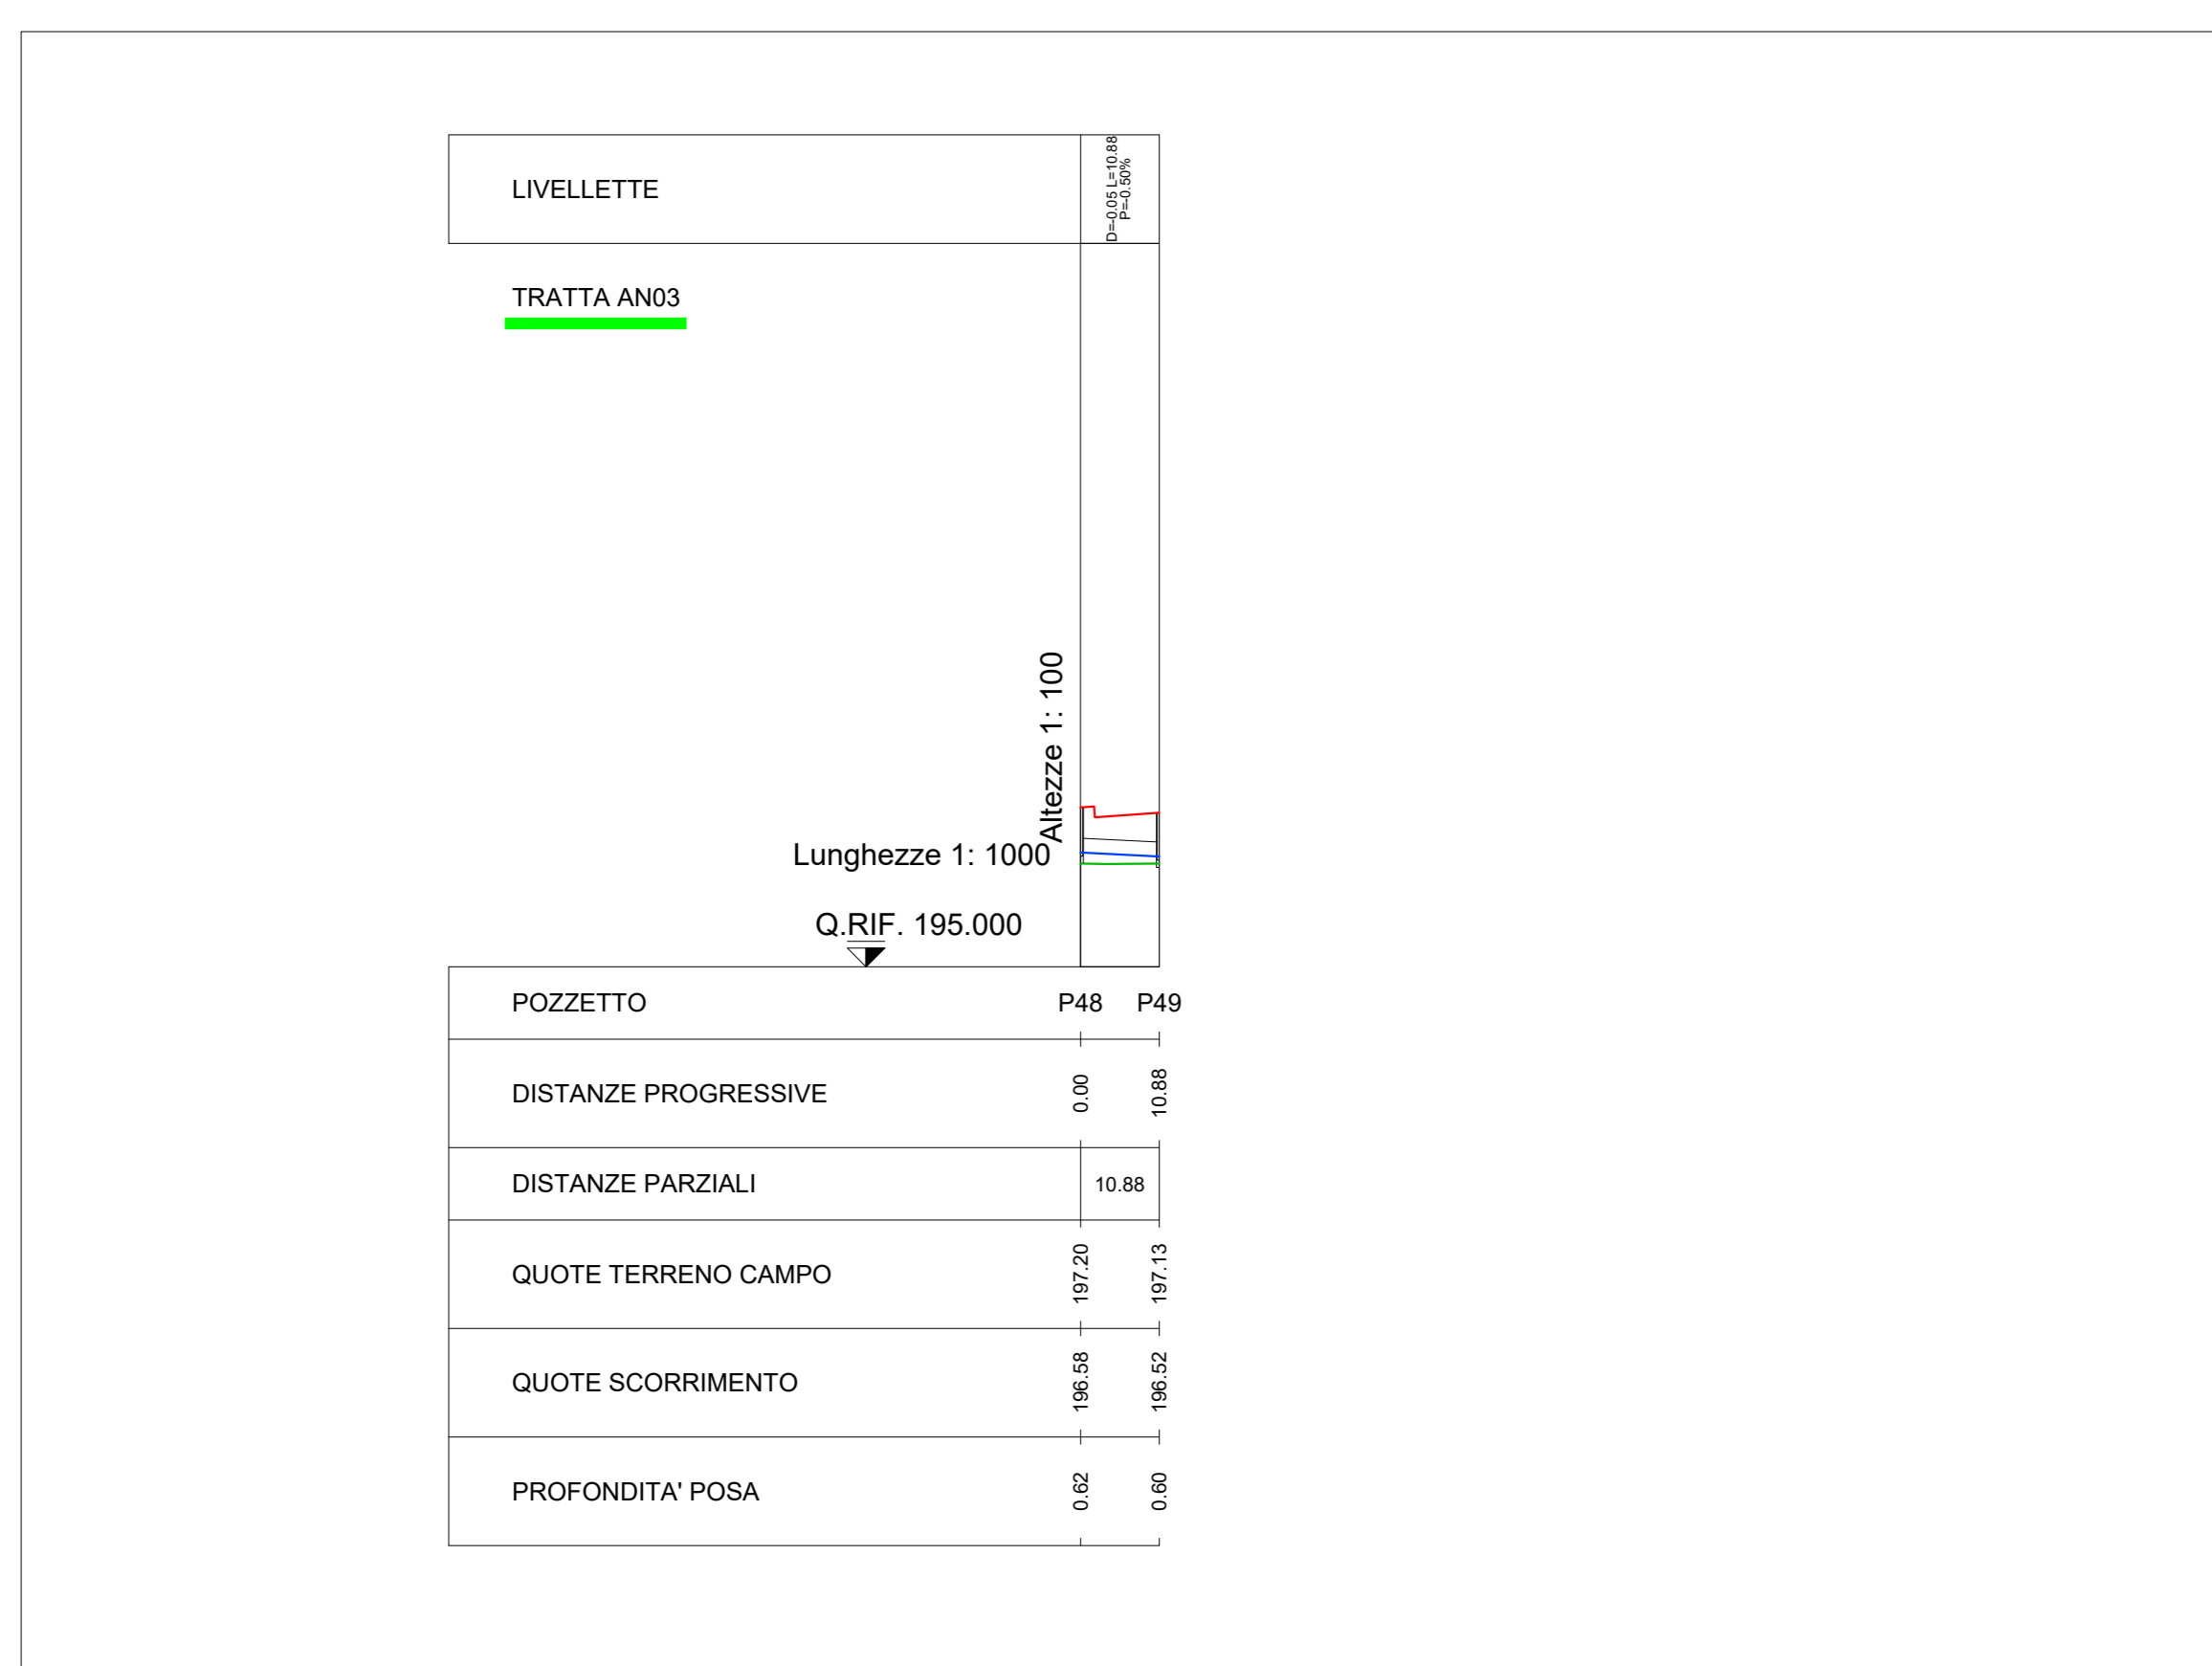 LIVELLETTE
D=-0.05 L=10.88
P=-0.50%
TRATTA AN03
Altezze 1: 100
Lunghezze 1: 1000
Q.RIF. 195.000
POZZETTO P48 P49
DISTANZE PROGRESSIVE 0.00 10.88
DISTANZE PARZIALI 10.88
QUOTE TERRENO CAMPO 197.20 197.13
QUOTE SCORRIMENTO 196.58 196.52
PROFONDITA' POSA 0.62 0.60